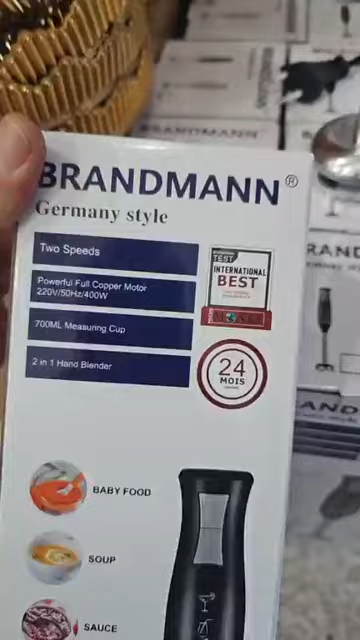 BRANDMANN®
Germany style
Two Speeds
Powerful Full Copper Motor
220V/50Hz/400W
700ML Measuring Cup
2 in 1 Hand Blender
TEST
INTERNATIONAL
BEST
24
MOIS
BABY FOOD
SOUP
SAUCE
BRANDMANN